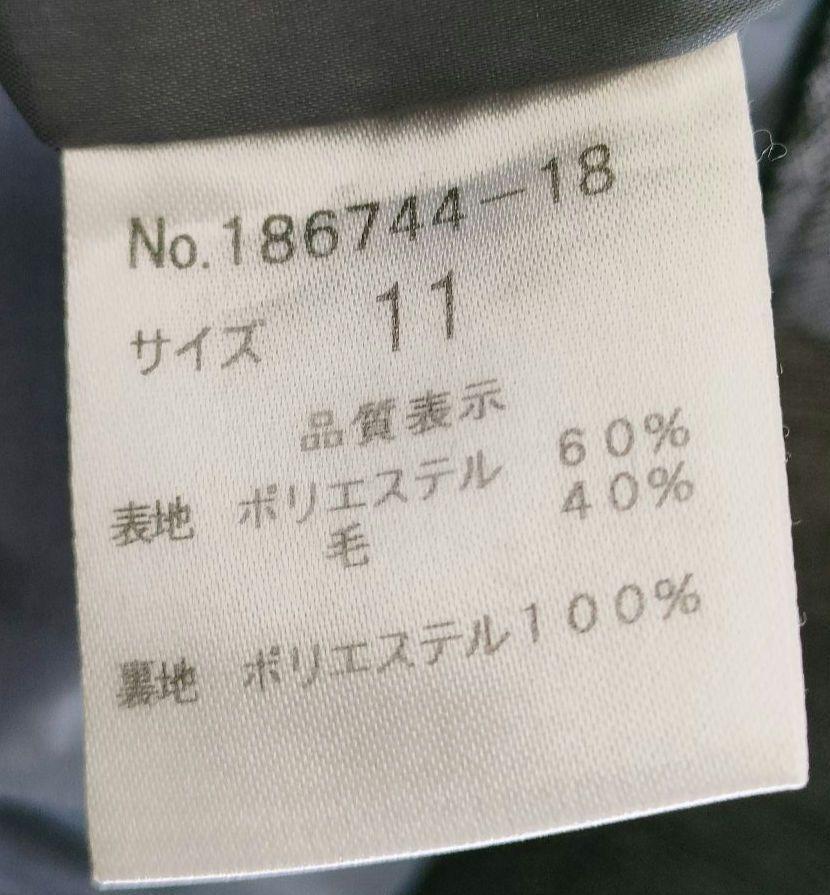 No.186744-18
サイズ 11
品質表示
表地 ポリエステル 60%
毛 40%
裏地 ポリエステル100%